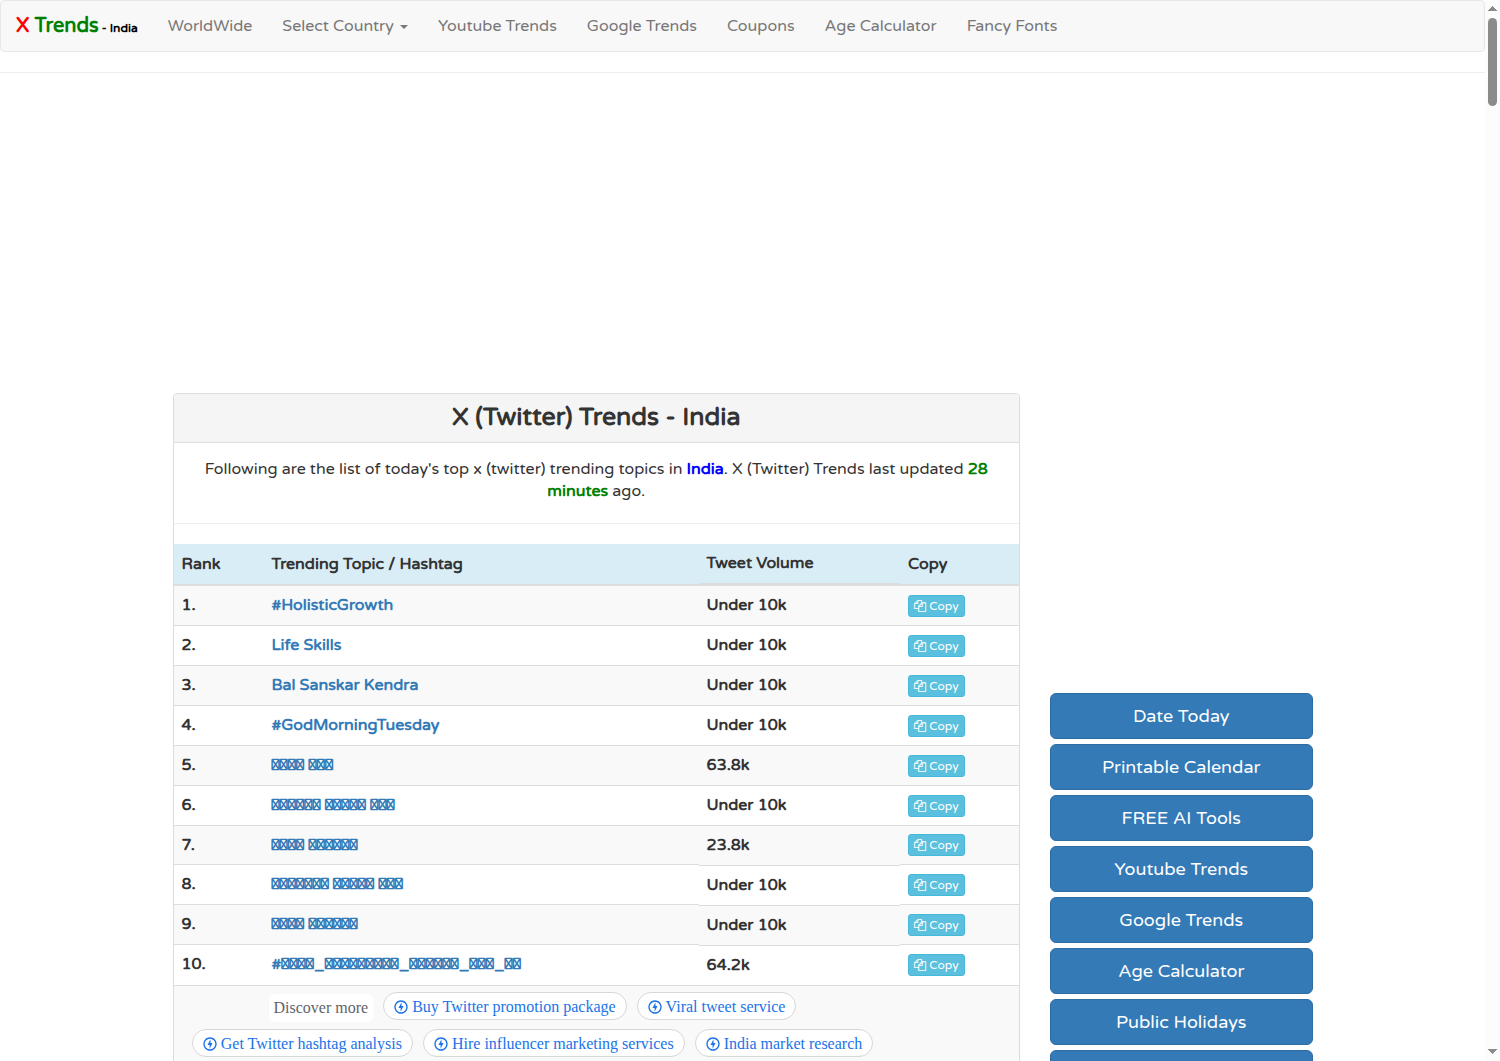 X Trends - India WorldWide Select Country Youtube Trends Google Trends Coupons Age Calculator Fancy Fonts
X (Twitter) Trends - India
Following are the list of today's top x (twitter) trending topics in India. X (Twitter) Trends last updated 28
minutes ago.
Rank Trending Topic / Hashtag Tweet Volume Copy
1. #HolisticGrowth Under 10k Copy
2. Life Skills Under 10k Copy
3. Bal Sanskar Kendra Under 10k Copy
4. #GodMorningTuesday Under 10k Copy
5. 63.8k Copy
6. Under 10k Copy
7. 23.8k Copy
8. Under 10k Copy
9. Under 10k Copy
10. 64.2k Copy
Discover more Buy Twitter promotion package Viral tweet service
Get Twitter hashtag analysis Hire influencer marketing services India market research
Date Today
Printable Calendar
FREE AI Tools
Youtube Trends
Google Trends
Age Calculator
Public Holidays